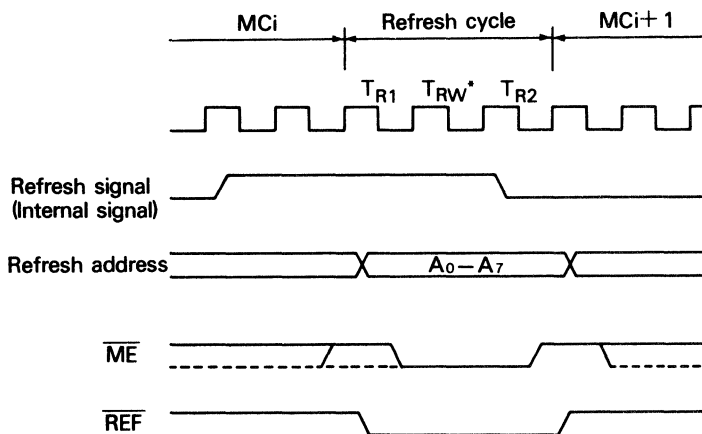 MCi Refresh cycle MCi+ 1
TR1 TRW* TR2
Refresh signal
(Internal signal)
Refresh address A0–A7
ME
REF